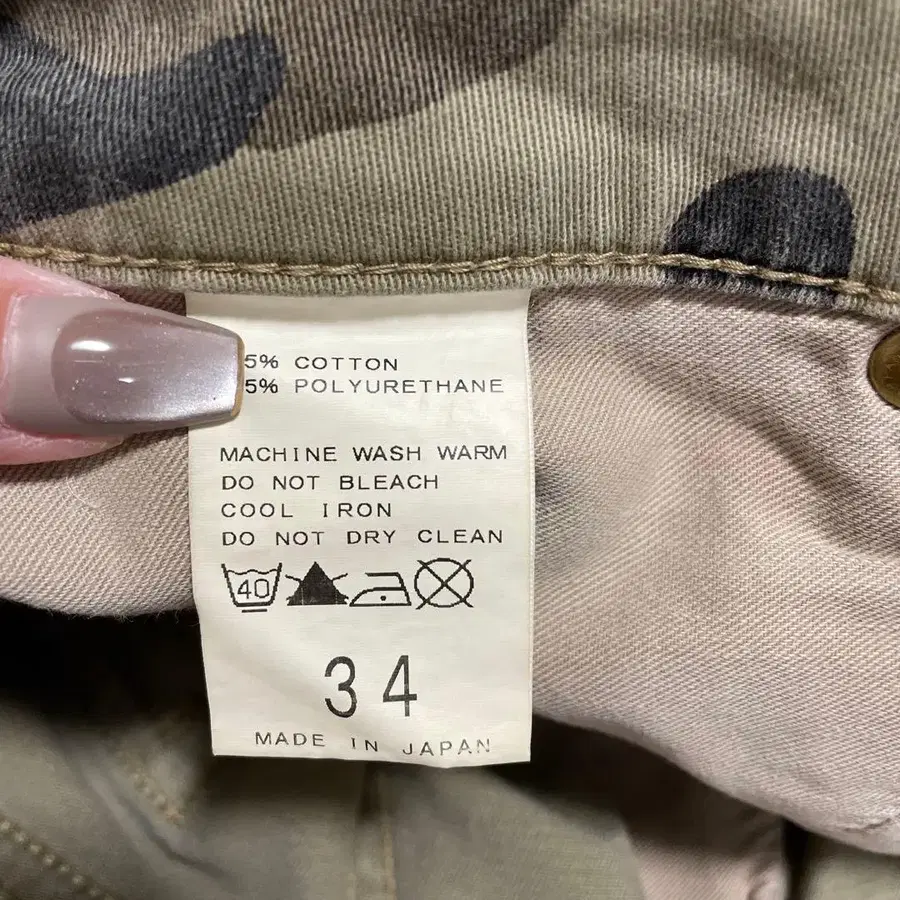 5% COTTON
5% POLYURETHANE
MACHINE WASH WARM
DO NOT BLEACH
COOL IRON
DO NOT DRY CLEAN
40
34
MADE IN JAPAN